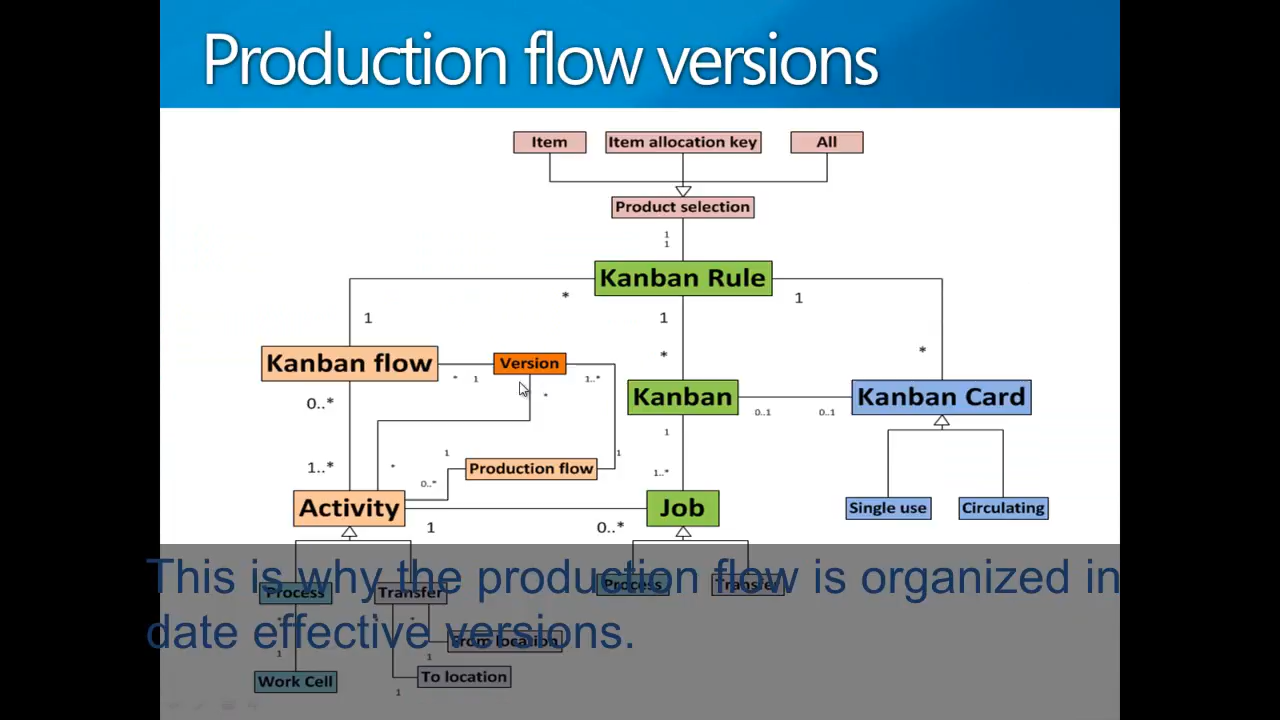 Production flow versions
Item
Item allocation key
All
Product selection
1
1
Kanban Rule
* 1
1 1
Kanban flow
Version
* 1 1..*
*
*
*
Kanban
Kanban Card
0..* 0..1 0..1
1
1..* * 1 1
Production flow
0..* 1..*
Activity
Job
Single use
Circulating
1 0..*
This is why the production flow is organized in
date effective versions.
Process
Transfer
Process
Transfer
* * *
From location
1 1
Work Cell
To location
1